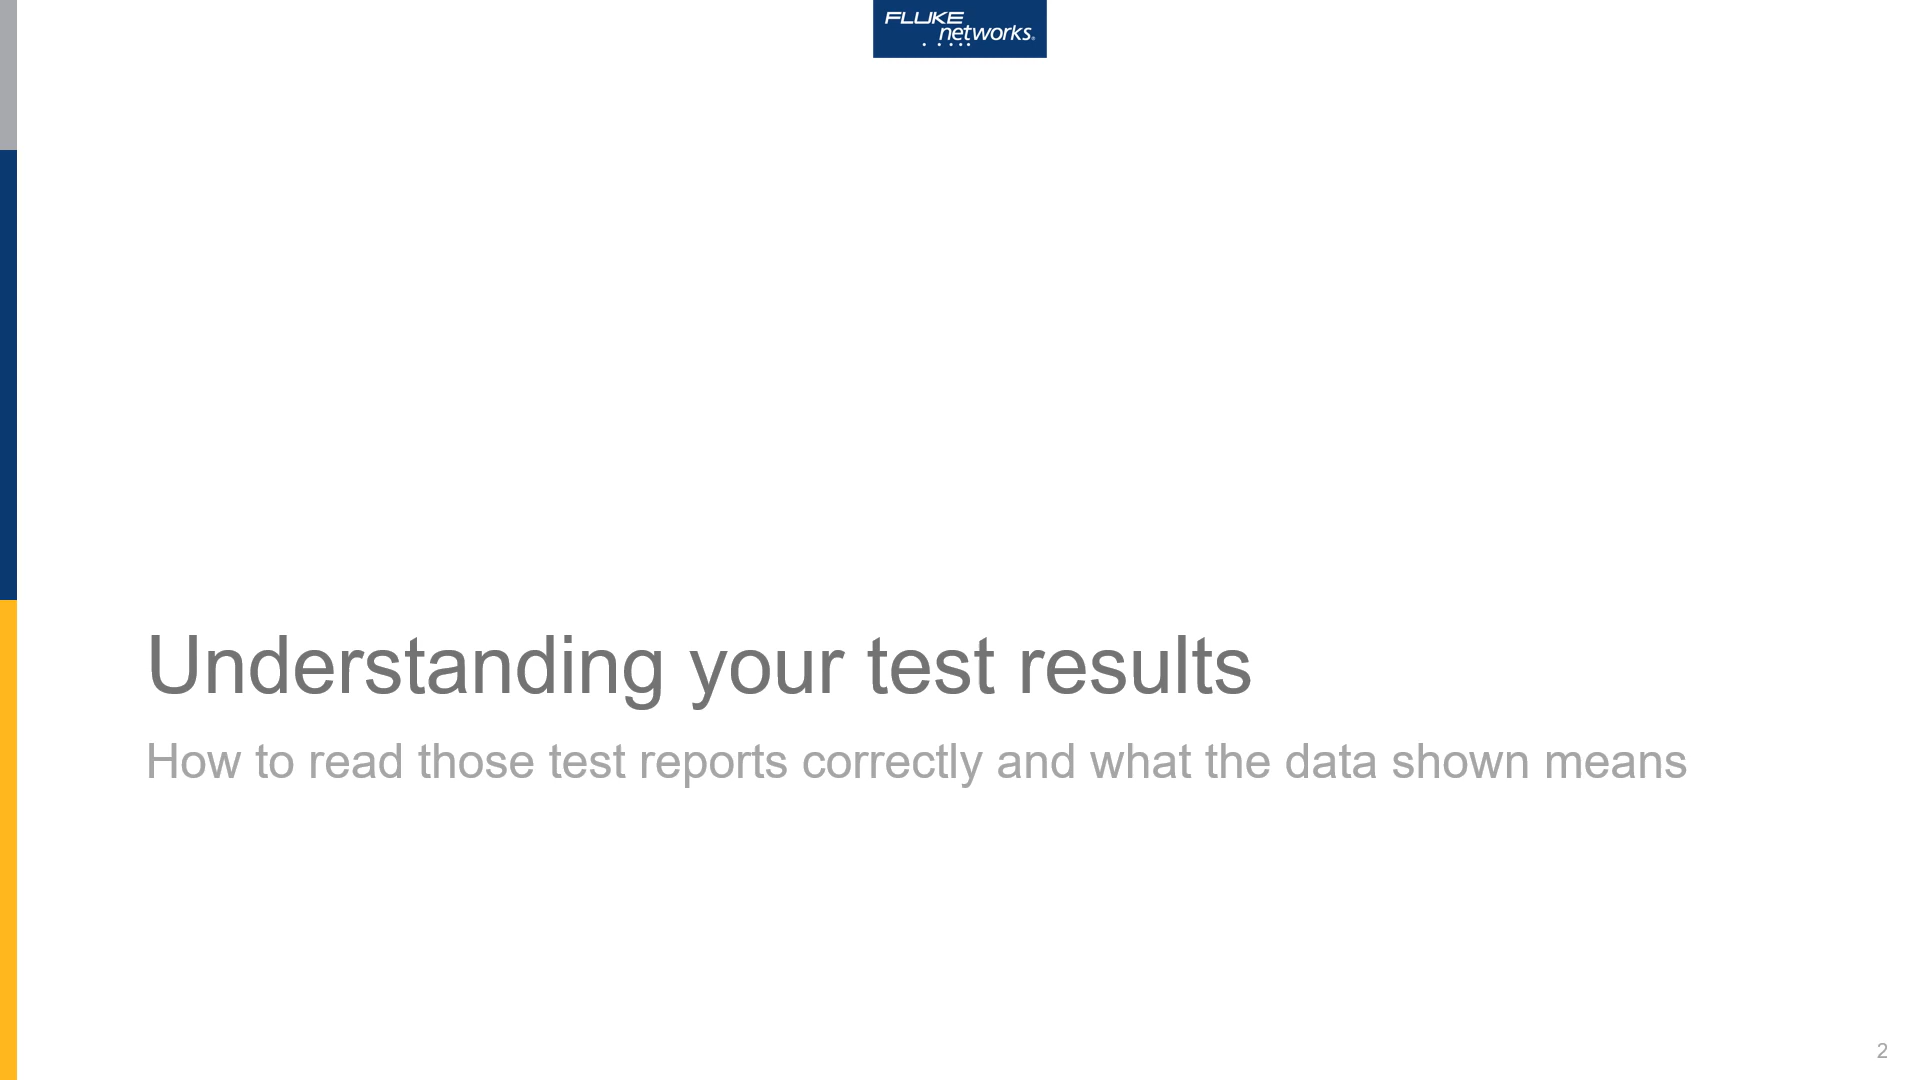 FLUKE
networks®
Understanding your test results
How to read those test reports correctly and what the data shown means
2